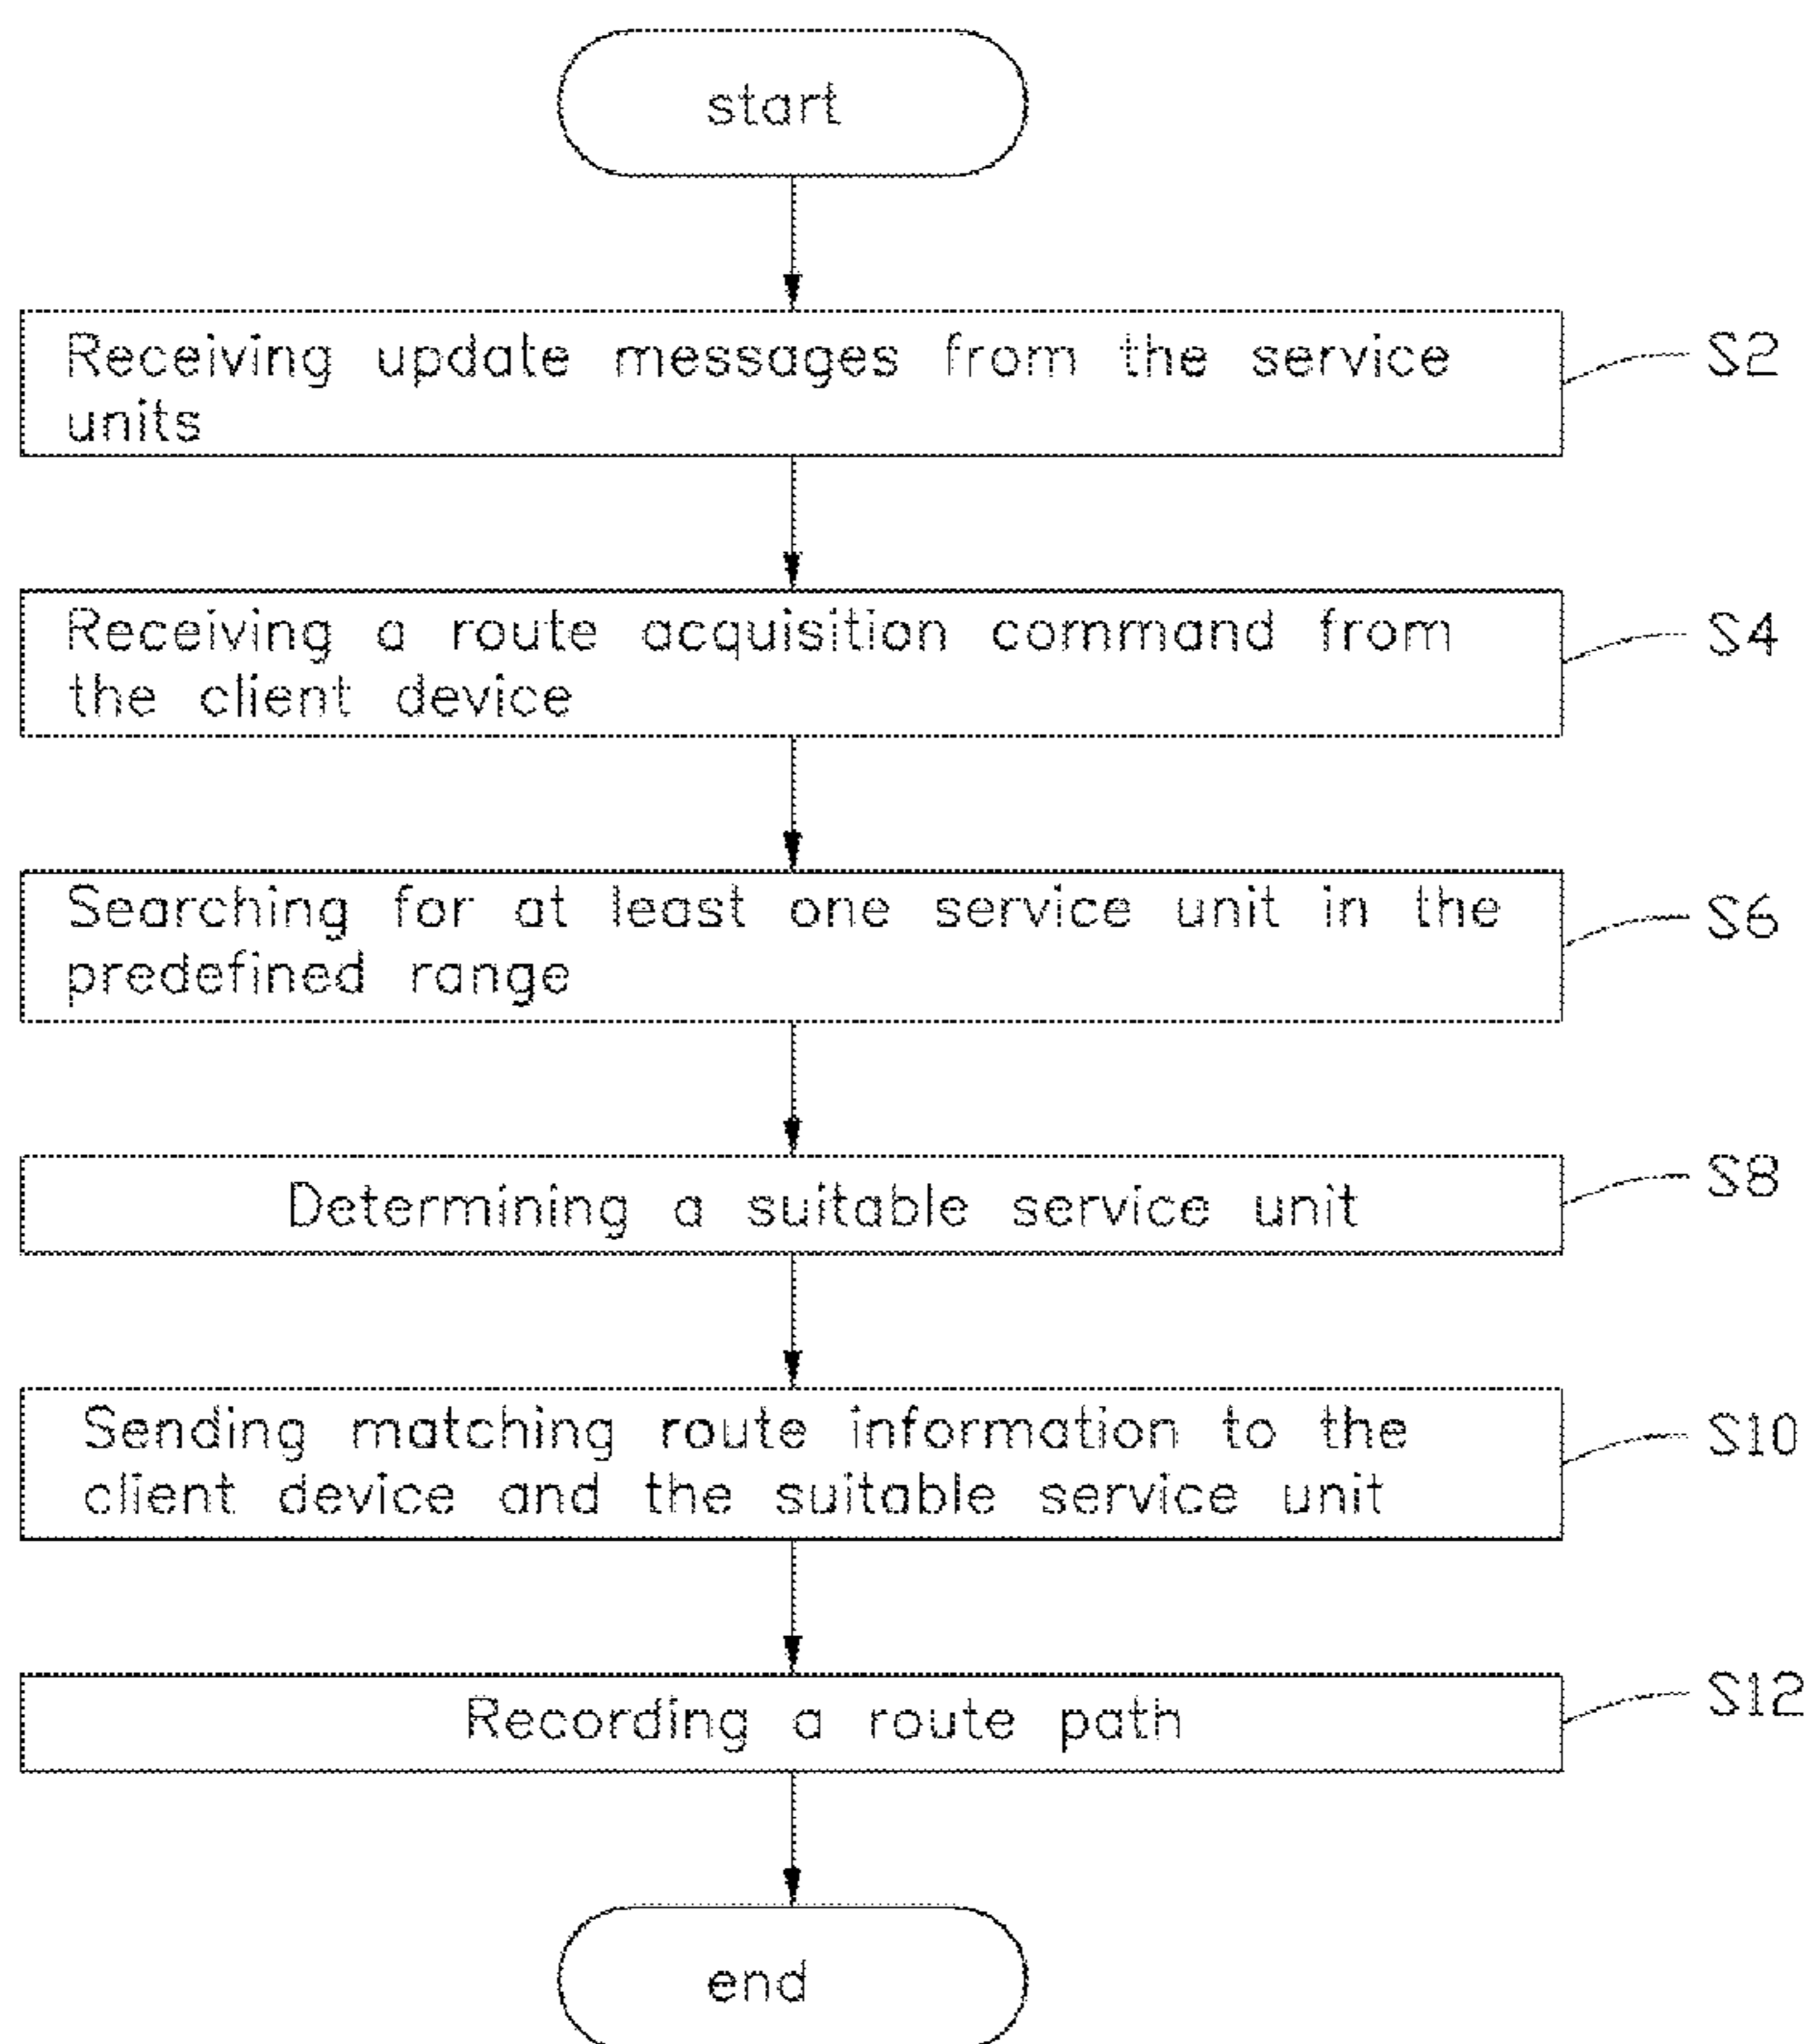 start
Receiving update messages from the service
units
S2
Receiving a route acquisition command from
the client device
S4
Searching for at least one service unit in the
predefined range
S6
Determining a suitable service unit
S8
Sending matching route information to the
client device and the suitable service unit
S10
Recording a route path
S12
end